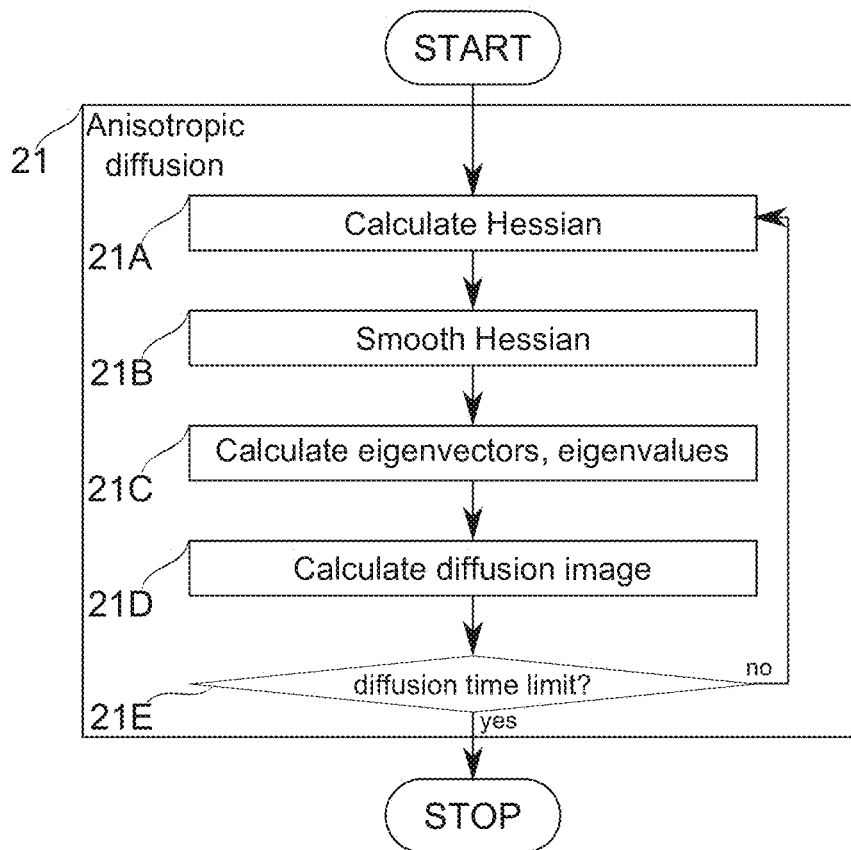 START
Anisotropic
diffusion
21
Calculate Hessian
21A
Smooth Hessian
21B
Calculate eigenvectors, eigenvalues
21C
Calculate diffusion image
21D
diffusion time limit?
no
21E
yes
STOP